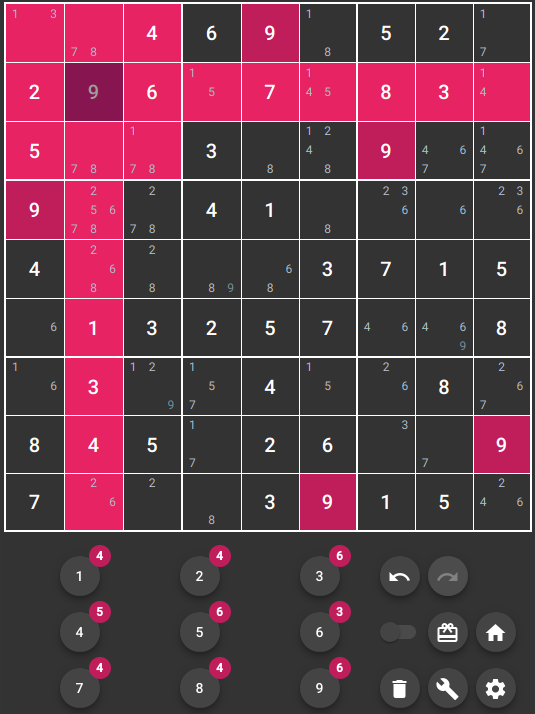 1 3 1 1
4 6 9 5 2
7 8 8 7
1 1 1
2 9 6 5 7 4 5 8 3 4
1 1 2 1
5 3 4 9 4 6 4 6
7 8 7 8 8 8 7 7
2 2 2 3 2 3
9 5 6 4 1 6 6 6
7 8 7 8 8
2 2
4 6 6 3 7 1 5
8 8 8 9 8
6 1 3 2 5 7 4 6 4 6 8
9
1 1 2 1 1 2 2
6 3 5 4 5 6 8 6
9 7 7
1 3
8 4 5 2 6 9
7 7
2 2 2
7 6 3 9 1 5 4 6
8
4 4 6
1 2 3
5 6 3
4 5 6
4 4 6
7 8 9